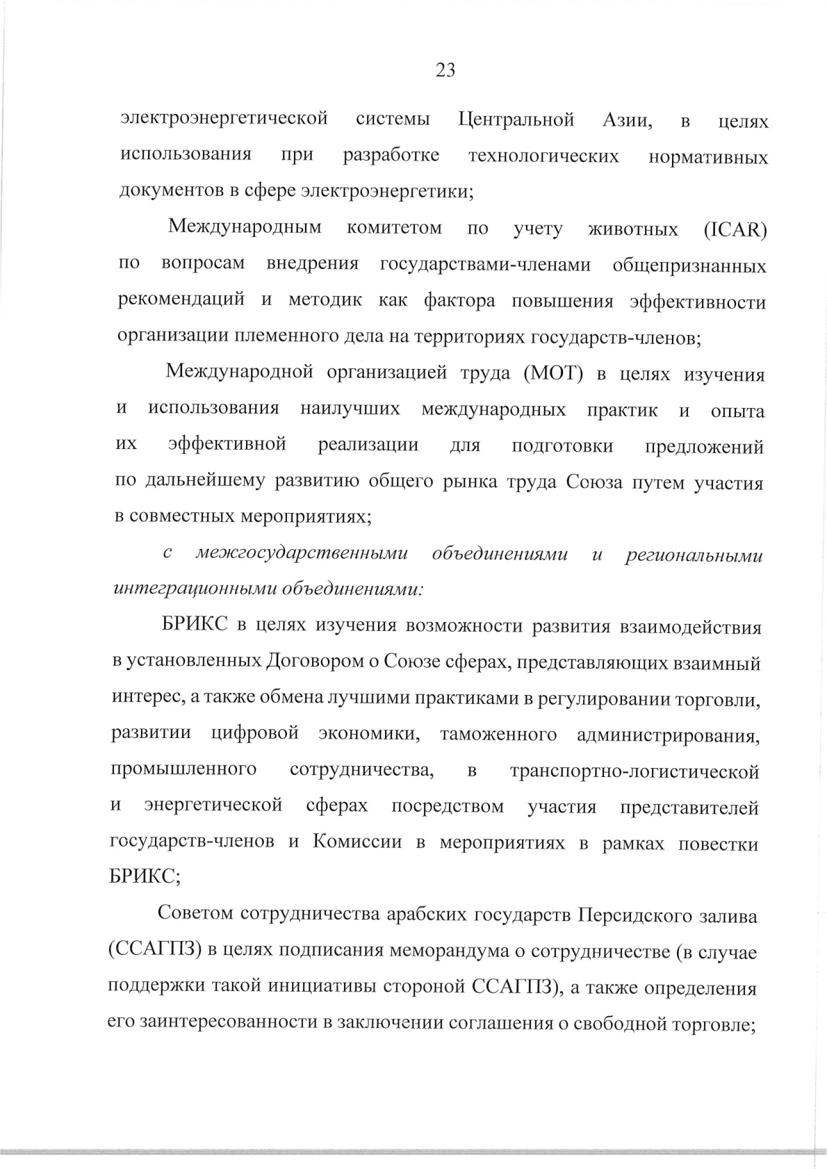 23
электроэнергетической системы Центральной Азии, в целях
использования при разработке технологических нормативных
документов в сфере электроэнергетики;
Международным комитетом по учету животных (ICAR)
по вопросам внедрения государствами-членами общепризнанных
рекомендаций и методик как фактора повышения эффективности
организации племенного дела на территориях государств-членов;
Международной организацией труда (МОТ) в целях изучения
и использования наилучших международных практик и опыта
их эффективной реализации для подготовки предложений
по дальнейшему развитию общего рынка труда Союза путем участия
в совместных мероприятиях;
с межгосударственными объединениями и региональными
интеграционными объединениями:
БРИКС в целях изучения возможности развития взаимодействия
в установленных Договором о Союзе сферах, представляющих взаимный
интерес, а также обмена лучшими практиками в регулировании торговли,
развитии цифровой экономики, таможенного администрирования,
промышленного сотрудничества, в транспортно-логистической
и энергетической сферах посредством участия представителей
государств-членов и Комиссии в мероприятиях в рамках повестки
БРИКС;
Советом сотрудничества арабских государств Персидского залива
(ССАГПЗ) в целях подписания меморандума о сотрудничестве (в случае
поддержки такой инициативы стороной ССАГПЗ), а также определения
его заинтересованности в заключении соглашения о свободной торговле;